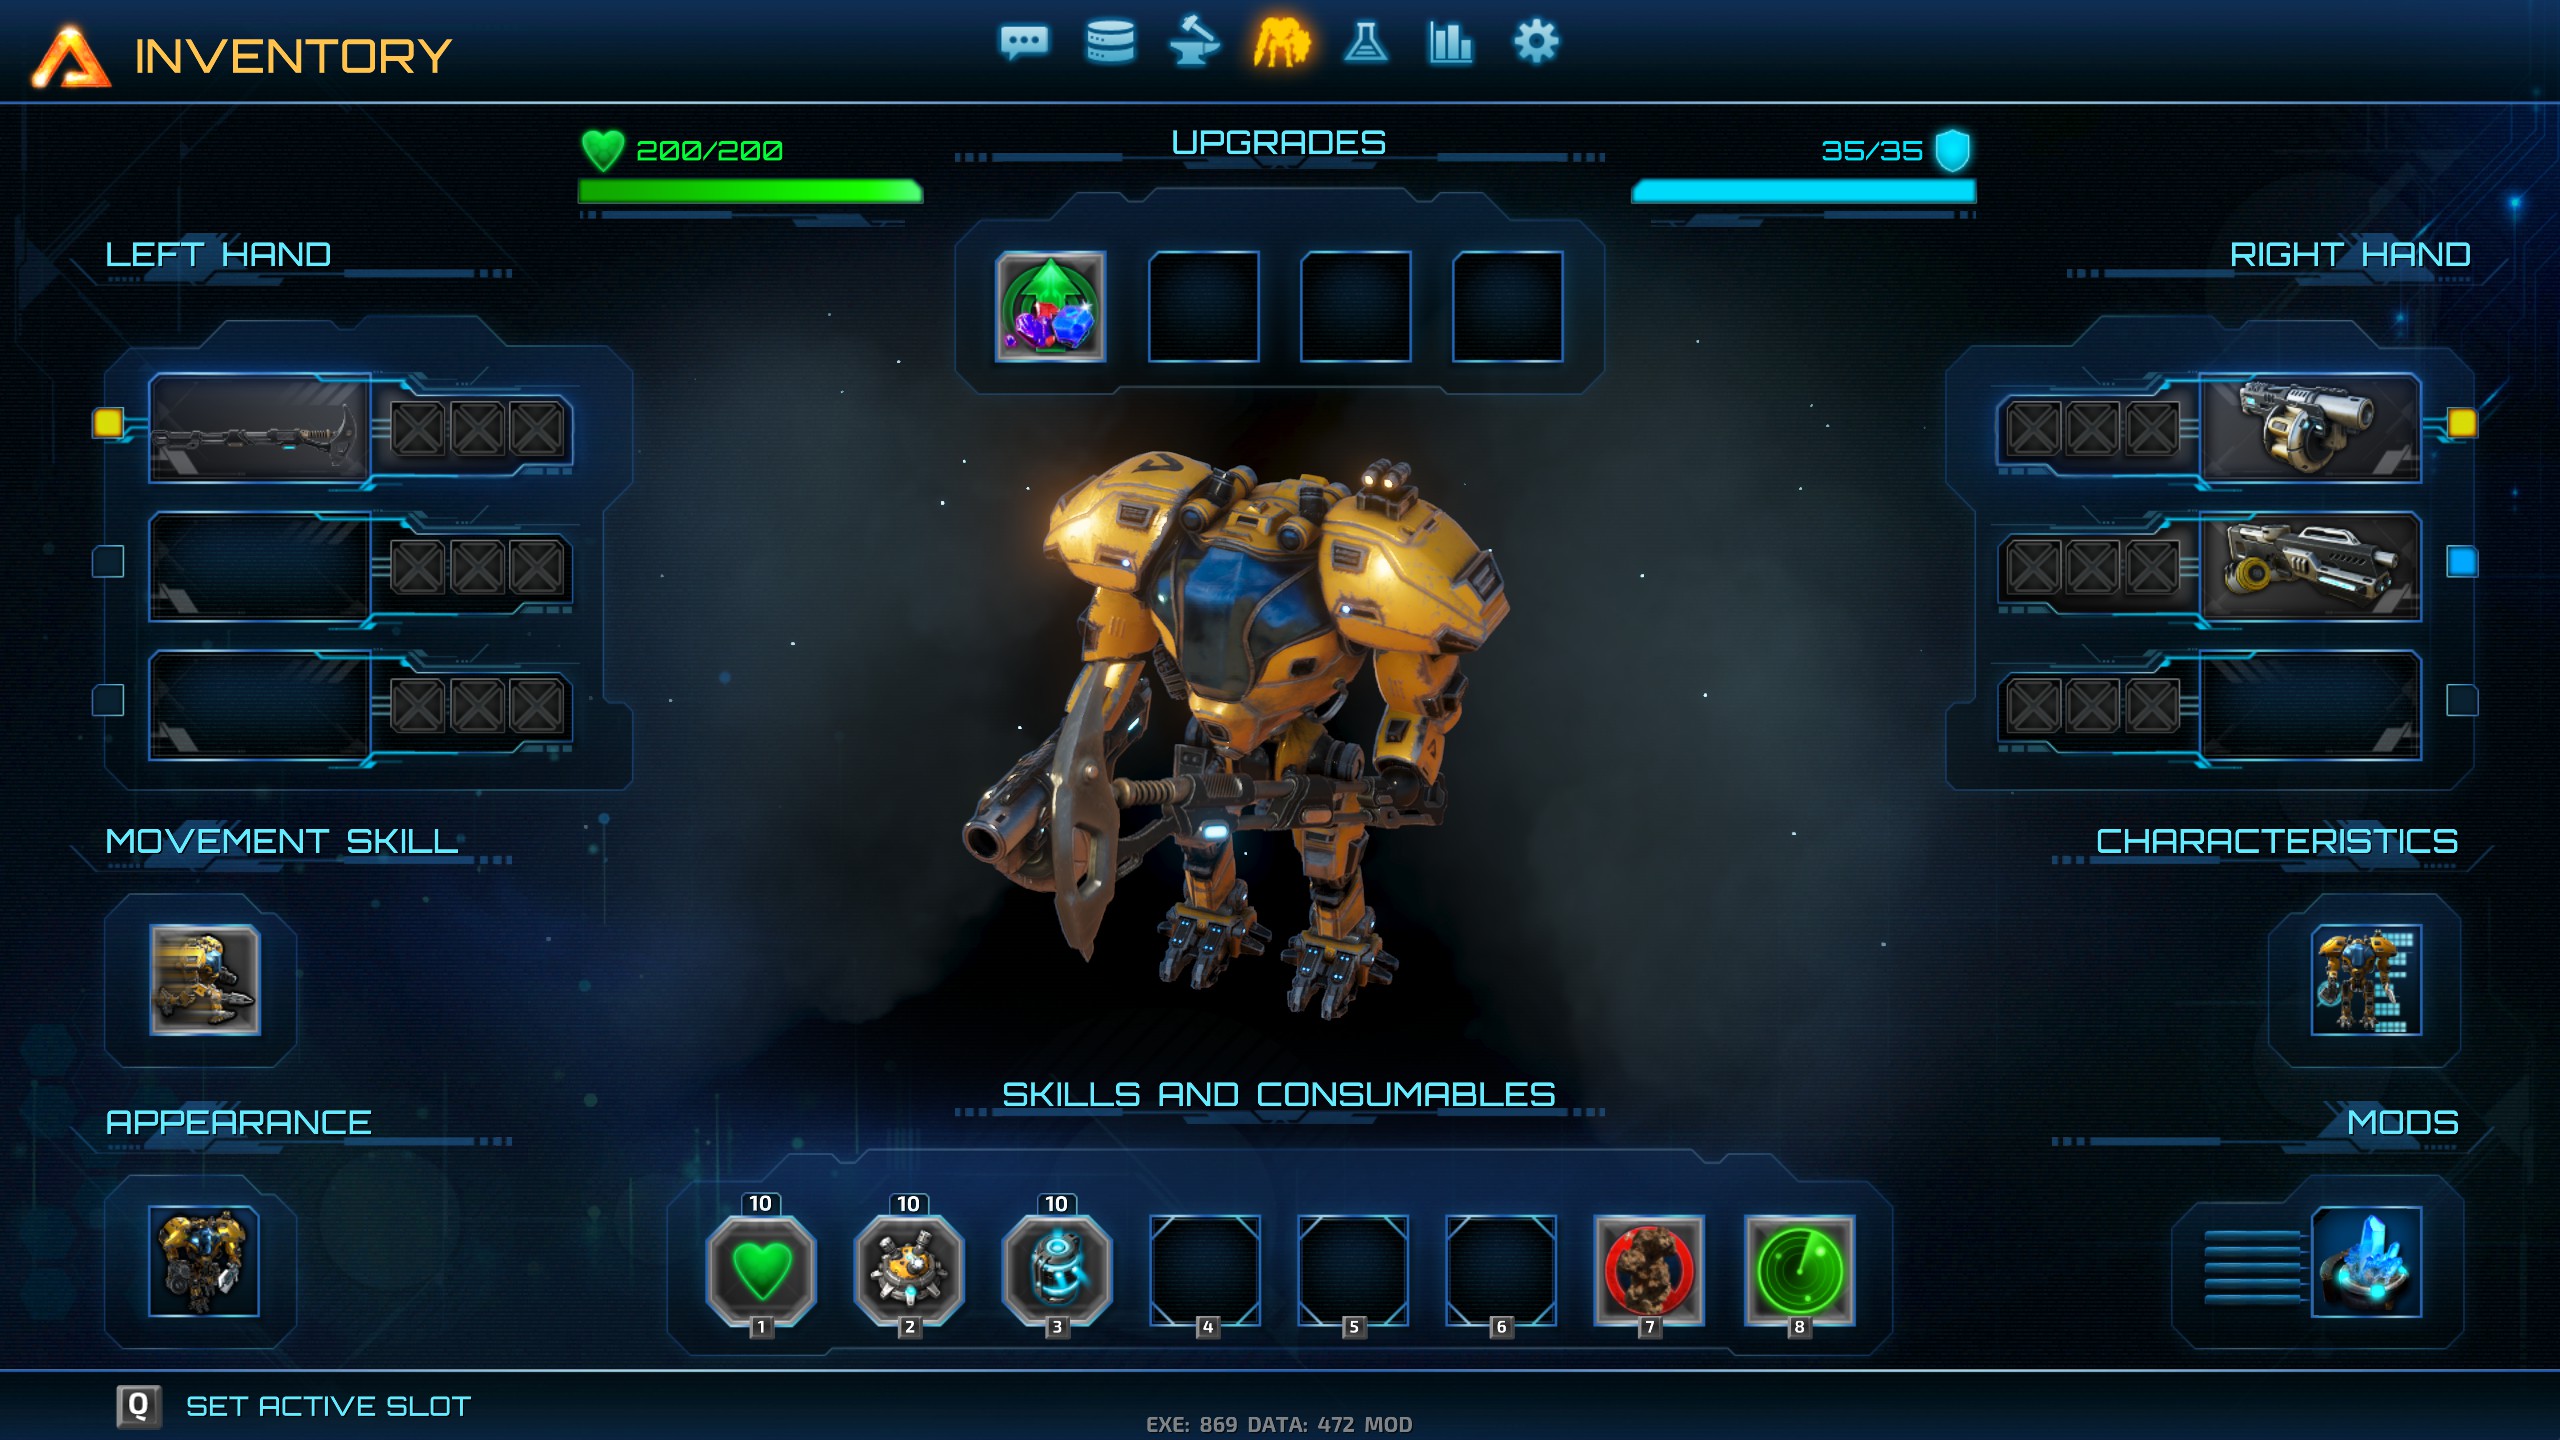 INVENTORY
200/200
UPGRADES
35/35
LEFT HAND
RIGHT HAND
MOVEMENT SKILL
CHARACTERISTICS
APPEARANCE
SKILLS AND CONSUMABLES
MODS
10
10
10
1
2
3
4
5
6
7
8
Q SET ACTIVE SLOT
EXE: 869 DATA: 472 MOD